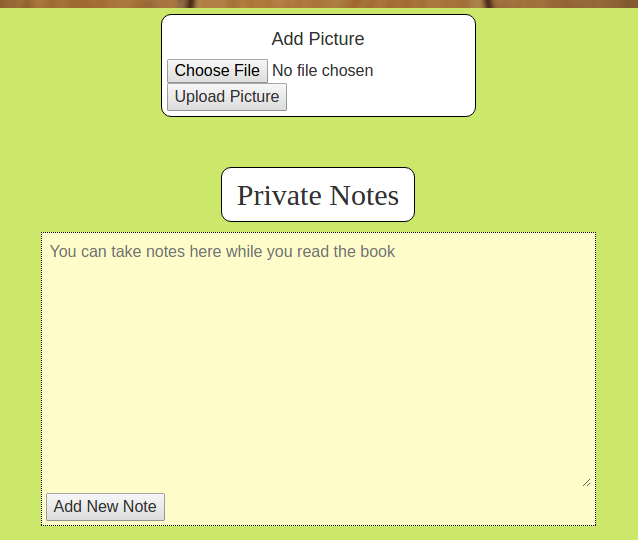 Add Picture
Choose File No file chosen
Upload Picture
Private Notes
You can take notes here while you read the book
Add New Note